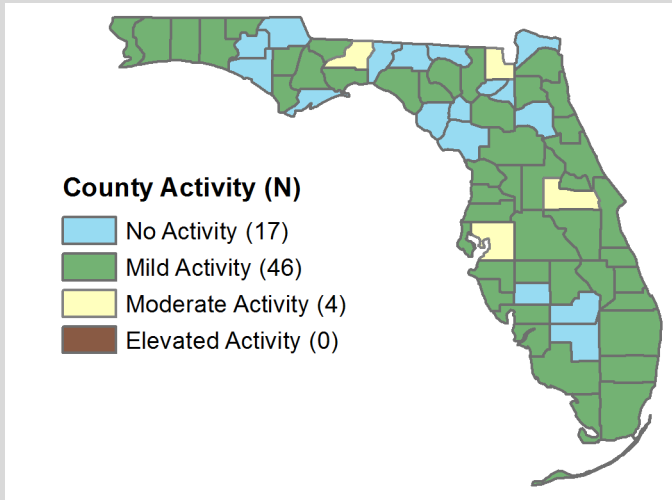 County Activity (N)
No Activity (17)
Mild Activity (46)
Moderate Activity (4)
Elevated Activity (0)